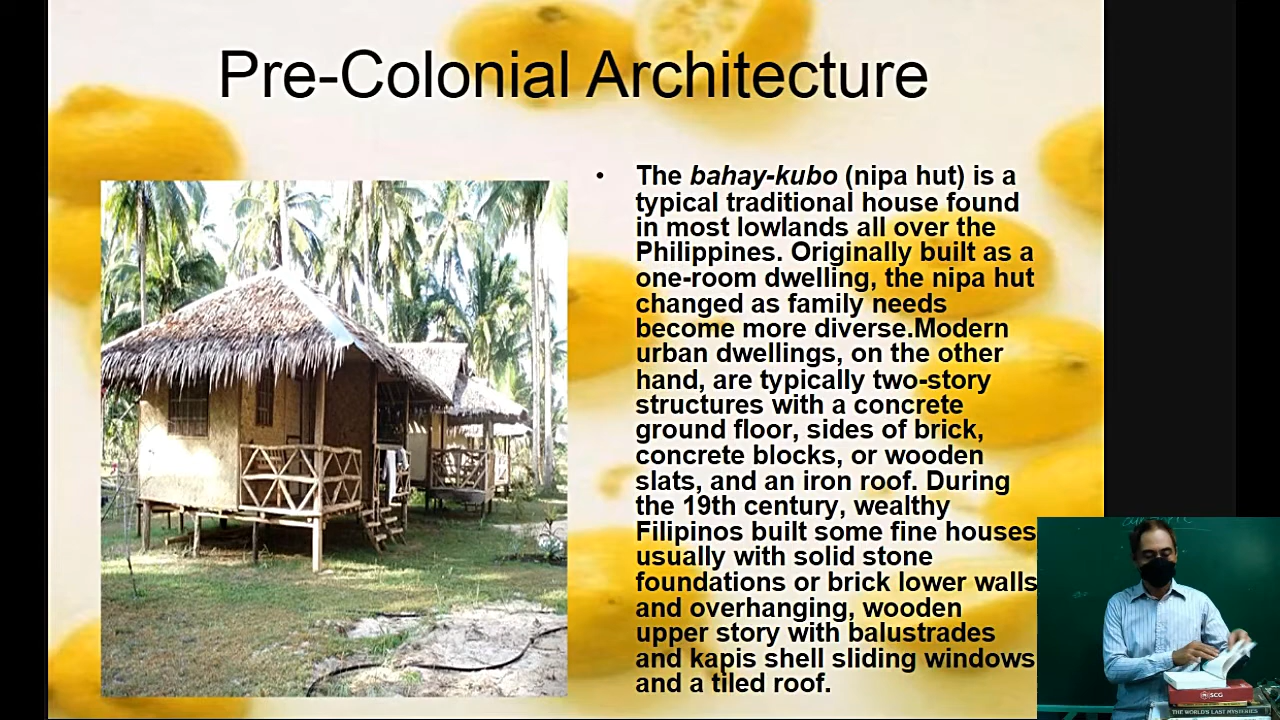 Pre-Colonial Architecture
• The bahay-kubo (nipa hut) is a
typical traditional house found
in most lowlands all over the
Philippines. Originally built as a
one-room dwelling, the nipa hut
changed as family needs
become more diverse.Modern
urban dwellings, on the other
hand, are typically two-story
structures with a concrete
ground floor, sides of brick,
concrete blocks, or wooden
slats, and an iron roof. During
the 19th century, wealthy
Filipinos built some fine houses
usually with solid stone
foundations or brick lower walls
and overhanging, wooden
upper story with balustrades
and kapis shell sliding windows
and a tiled roof.
SCG
THE WORLD'S LAST MYSTERIES